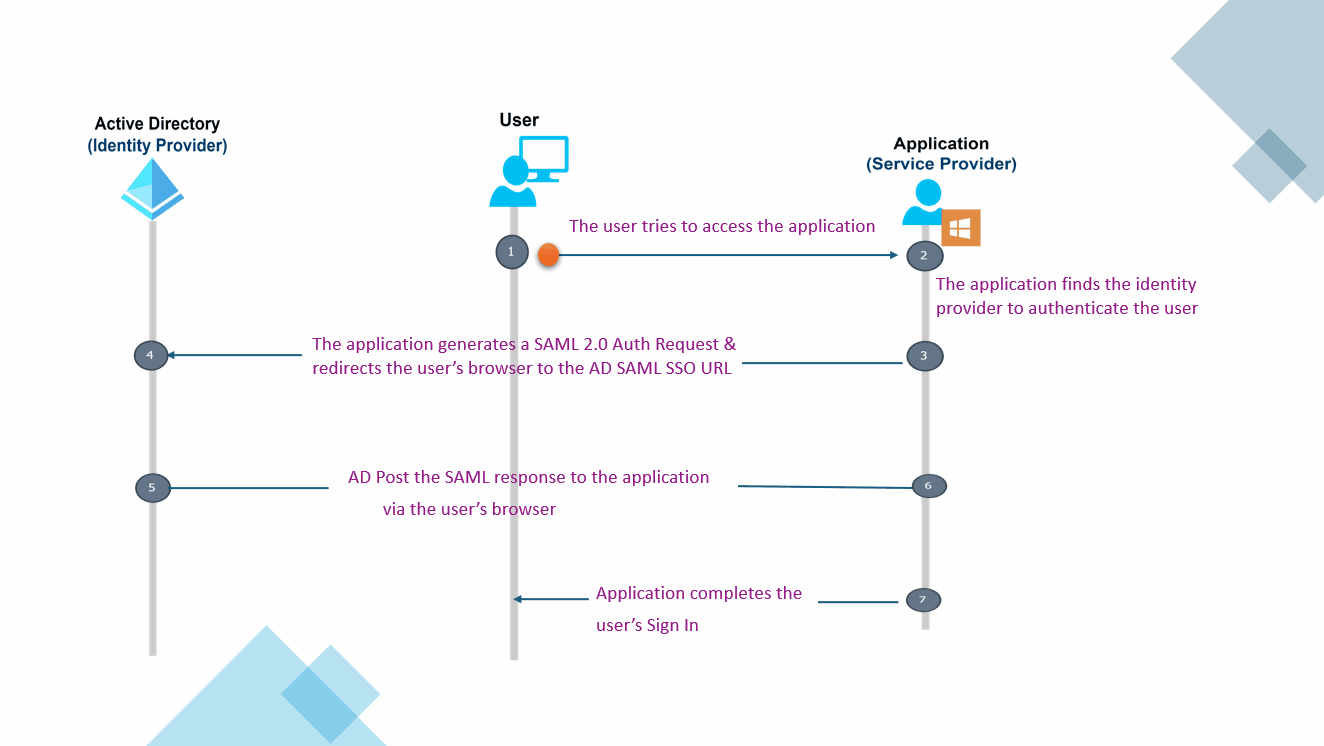 Active Directory
(Identity Provider)
User
Application
(Service Provider)
The user tries to access the application
1
2
The application finds the identity
provider to authenticate the user
4
The application generates a SAML 2.0 Auth Request &
redirects the user’s browser to the AD SAML SSO URL
3
5
AD Post the SAML response to the application
via the user’s browser
6
Application completes the
user’s Sign In
7